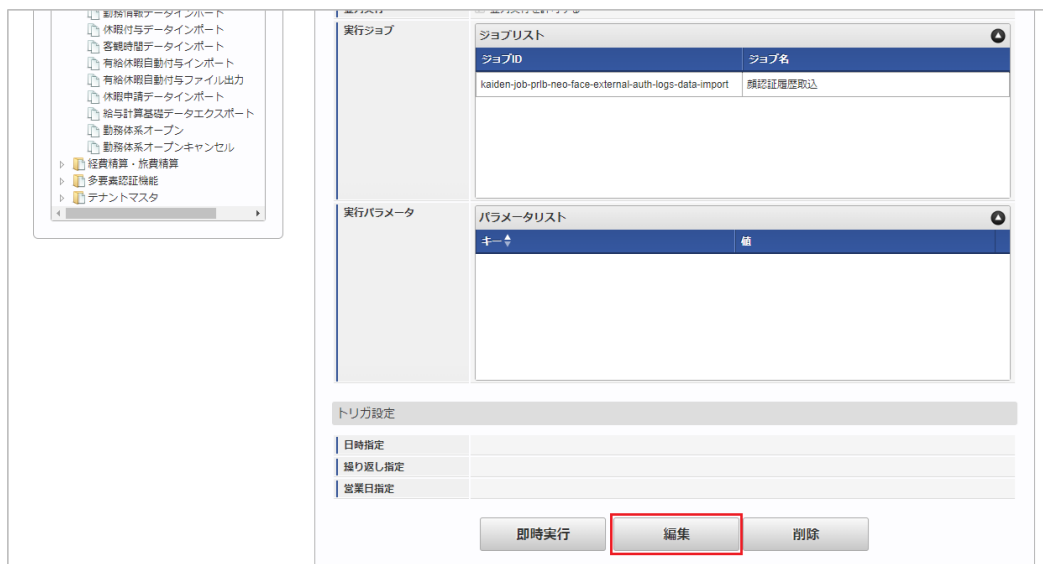 勤務情報データインポート
休暇付与データインポート
客観時間データインポート
有給休暇自動付与インポート
有給休暇自動付与ファイル出力
休暇申請データインポート
給与計算基礎データエクスポート
勤務体系オープン
勤務体系オープンキャンセル
経費精算・旅費精算
多要素認証機能
テナントマスタ
実行ジョブ
ジョブリスト
ジョブID ジョブ名
kaiden-job-prlb-neo-face-external-auth-logs-data-import 顔認証履歴取込
実行パラメータ
パラメータリスト
キー 値
トリガ設定
日時指定
繰り返し指定
営業日指定
即時実行 編集 削除